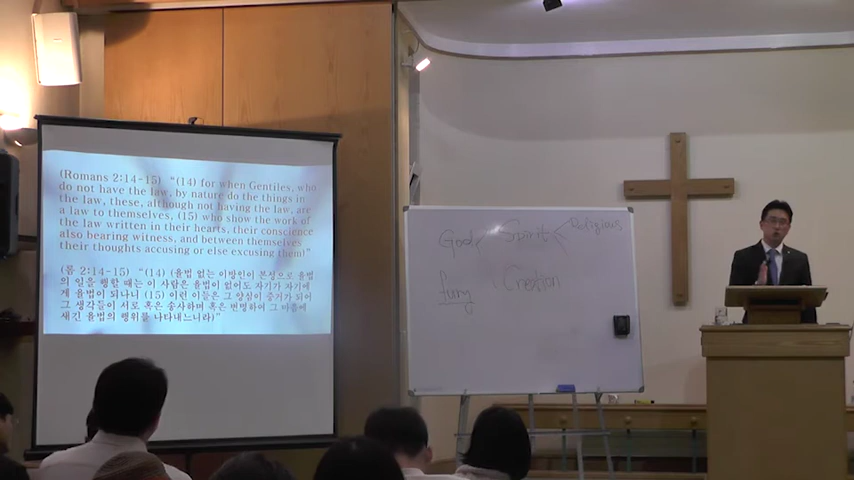 (Romans 2:14-15) "(14) for when Gentiles, who
do not have the law, by nature do the things in
the law, these, although not having the law, are
a law to themselves, (15) who show the work of
the law written in their hearts, their conscience
also bearing witness, and between themselves
their thoughts accusing or else excusing them)"
(롬 2:14-15) "(14) (율법 없는 이방인이 본성으로 율법
의 일을 행할 때는 이 사람은 율법이 없어도 자기가 자기에
게 율법이 되나니 (15) 이런 이들은 그 양심이 증거가 되어
그 생각들이 서로 혹은 송사하며 혹은 변명하여 그 마음에
새긴 율법의 행위를 나타내느니라)"
God Spirit Religious
Creation